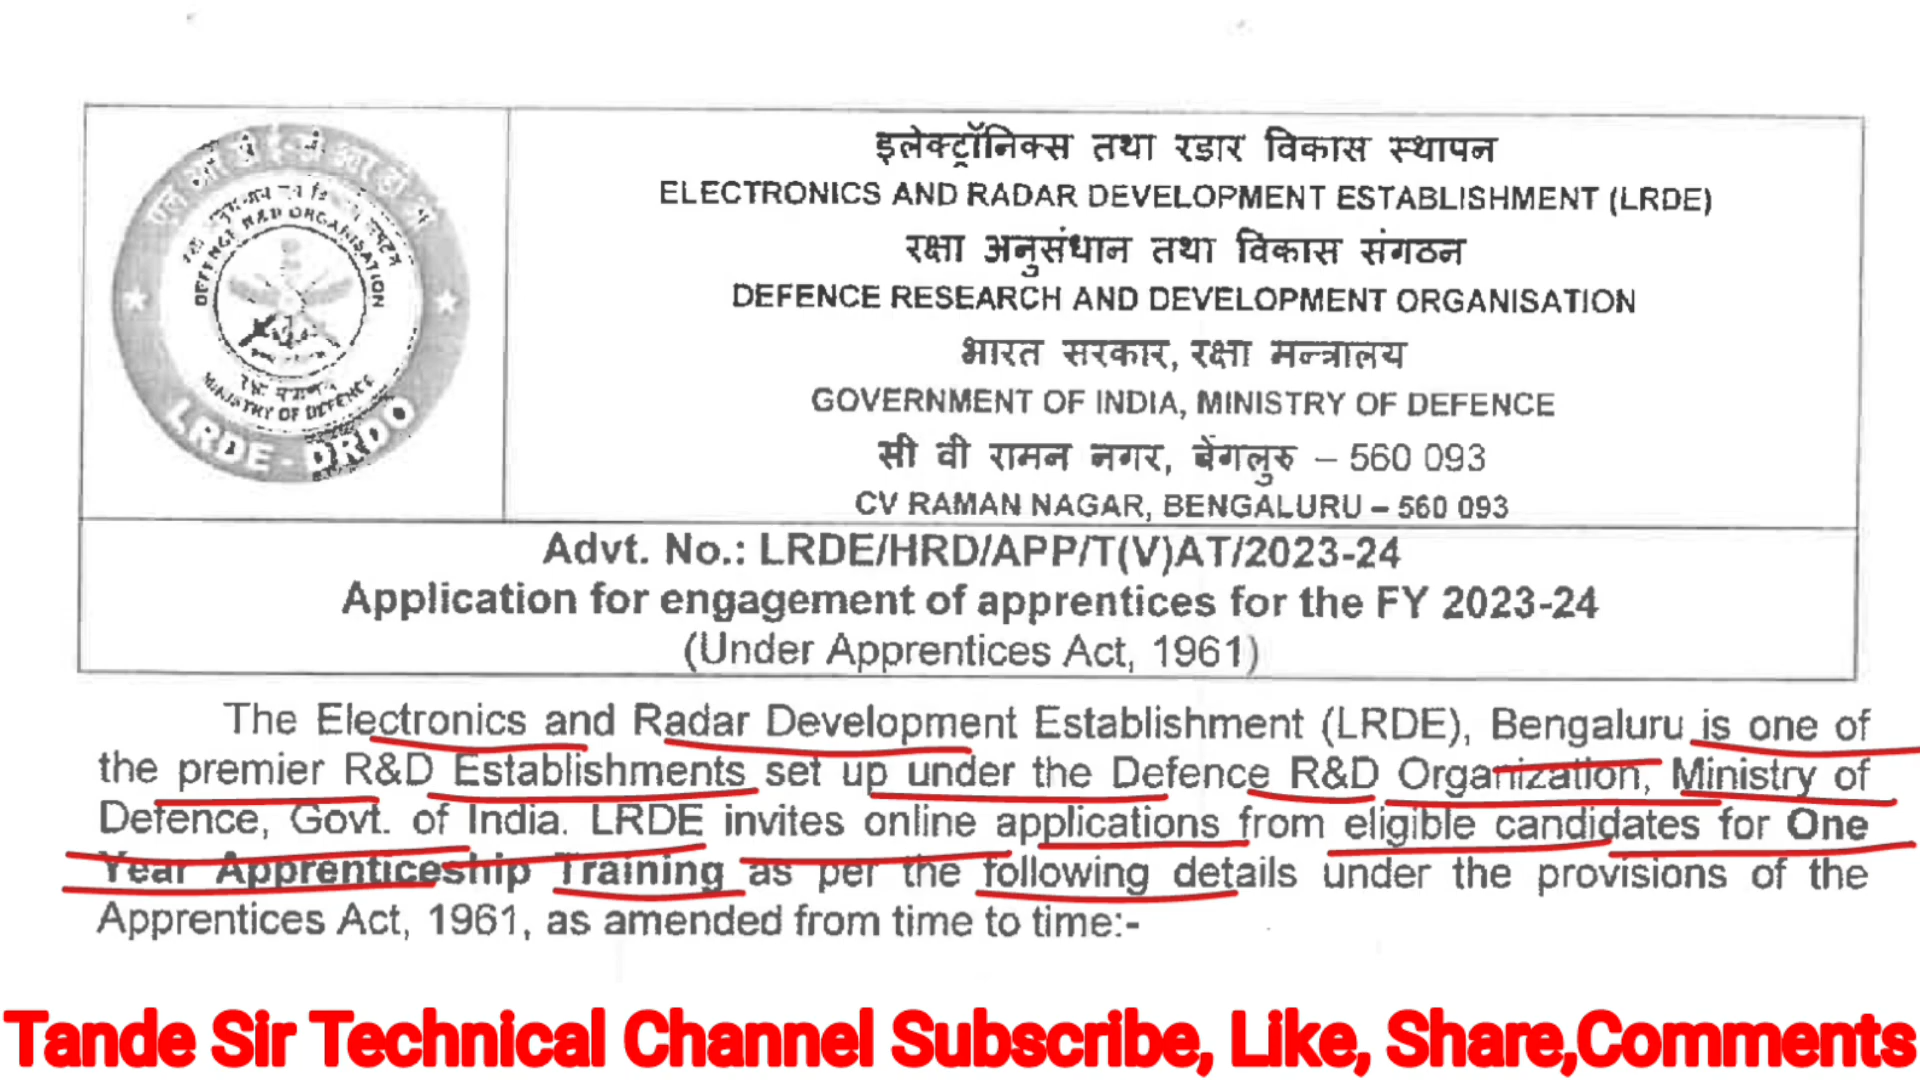 DEFENCE R&D ORGANISATION
MINISTRY OF DEFENCE
LRDE - DRDO
इलेक्ट्रॉनिक्स तथा रडार विकास स्थापन
ELECTRONICS AND RADAR DEVELOPMENT ESTABLISHMENT (LRDE)
रक्षा अनुसंधान तथा विकास संगठन
DEFENCE RESEARCH AND DEVELOPMENT ORGANISATION
भारत सरकार, रक्षा मन्त्रालय
GOVERNMENT OF INDIA, MINISTRY OF DEFENCE
सी वी रामन नगर, बेंगलुरु – 560 093
CV RAMAN NAGAR, BENGALURU – 560 093
Advt. No.: LRDE/HRD/APP/T(V)AT/2023-24
Application for engagement of apprentices for the FY 2023-24
(Under Apprentices Act, 1961)
The Electronics and Radar Development Establishment (LRDE), Bengaluru is one of
the premier R&D Establishments set up under the Defence R&D Organization, Ministry of
Defence, Govt. of India. LRDE invites online applications from eligible candidates for One
Year Apprenticeship Training as per the following details under the provisions of the
Apprentices Act, 1961, as amended from time to time:-
Tande Sir Technical Channel Subscribe, Like, Share,Comments